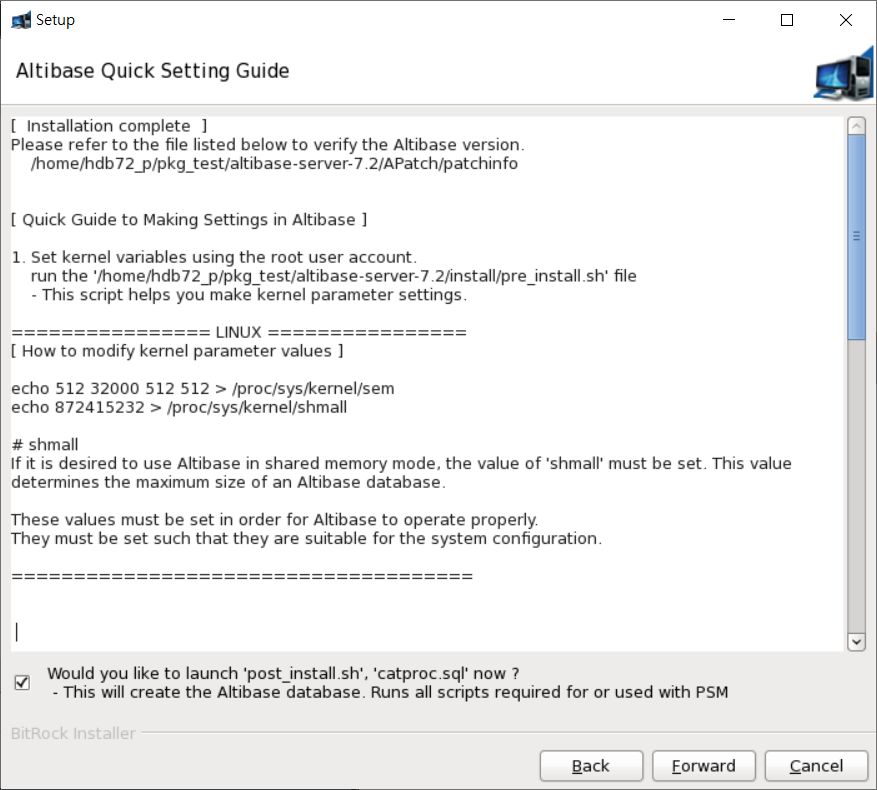 Setup
Altibase Quick Setting Guide
[  Installation complete  ]
Please refer to the file listed below to verify the Altibase version.
/home/hdb72_p/pkg_test/altibase-server-7.2/APatch/patchinfo
[ Quick Guide to Making Settings in Altibase ]
1. Set kernel variables using the root user account.
run the '/home/hdb72_p/pkg_test/altibase-server-7.2/install/pre_install.sh' file
- This script helps you make kernel parameter settings.
================ LINUX ================
[ How to modify kernel parameter values ]
echo 512 32000 512 512 > /proc/sys/kernel/sem
echo 872415232 > /proc/sys/kernel/shmall
# shmall
If it is desired to use Altibase in shared memory mode, the value of 'shmall' must be set. This value
determines the maximum size of an Altibase database.
These values must be set in order for Altibase to operate properly.
They must be set such that they are suitable for the system configuration.
=====================================
Would you like to launch 'post_install.sh', 'catproc.sql' now ?
- This will create the Altibase database. Runs all scripts required for or used with PSM
BitRock Installer
Back
Forward
Cancel